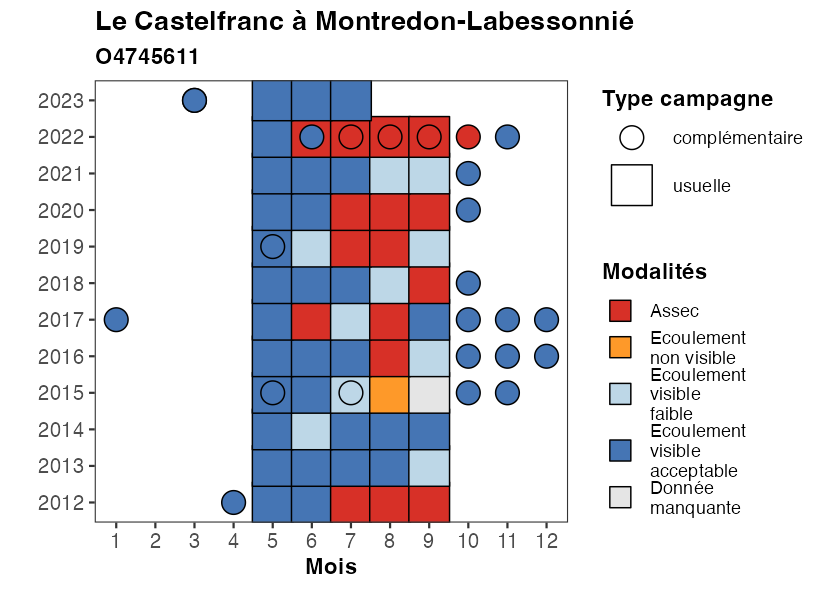 Le Castelfranc à Montredon-Labessonnié
O4745611
2023
2022
2021
2020
2019
2018
2017
2016
2015
2014
2013
2012
1 2 3 4 5 6 7 8 9 10 11 12
Mois
Type campagne
complémentaire
usuelle
Modalités
Assec
Ecoulement
non visible
Ecoulement
visible
faible
Ecoulement
visible
acceptable
Donnée
manquante